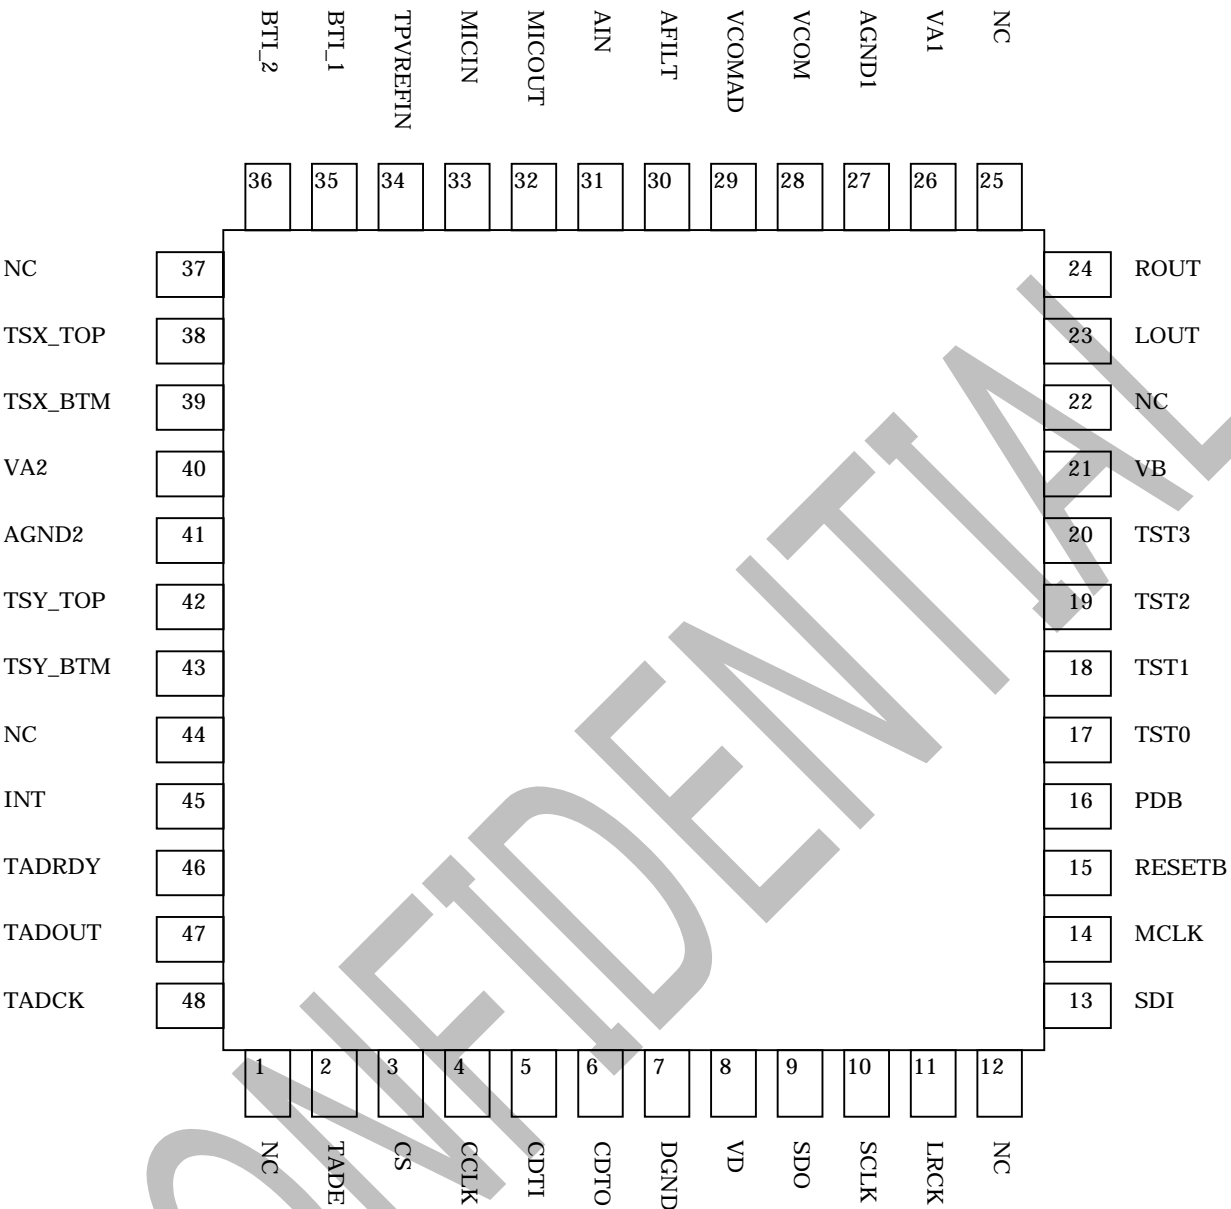 BTI_2 BTI_1 TPVREFIN MICIN MICOUT AIN AFILT VCOMAD VCOM AGND1 VA1 NC
36 35 34 33 32 31 30 29 28 27 26 25
NC 37 24 ROUT
TSX_TOP 38 23 LOUT
TSX_BTM 39 22 NC
VA2 40 21 VB
AGND2 41 20 TST3
TSY_TOP 42 19 TST2
TSY_BTM 43 18 TST1
NC 44 17 TST0
INT 45 16 PDB
TADRDY 46 15 RESETB
TADOUT 47 14 MCLK
TADCK 48 13 SDI
1 2 3 4 5 6 7 8 9 10 11 12
NC TADE CS CCLK CDTI CDTO DGND VD SDO SCLK LRCK NC
ONFIDENTIAL